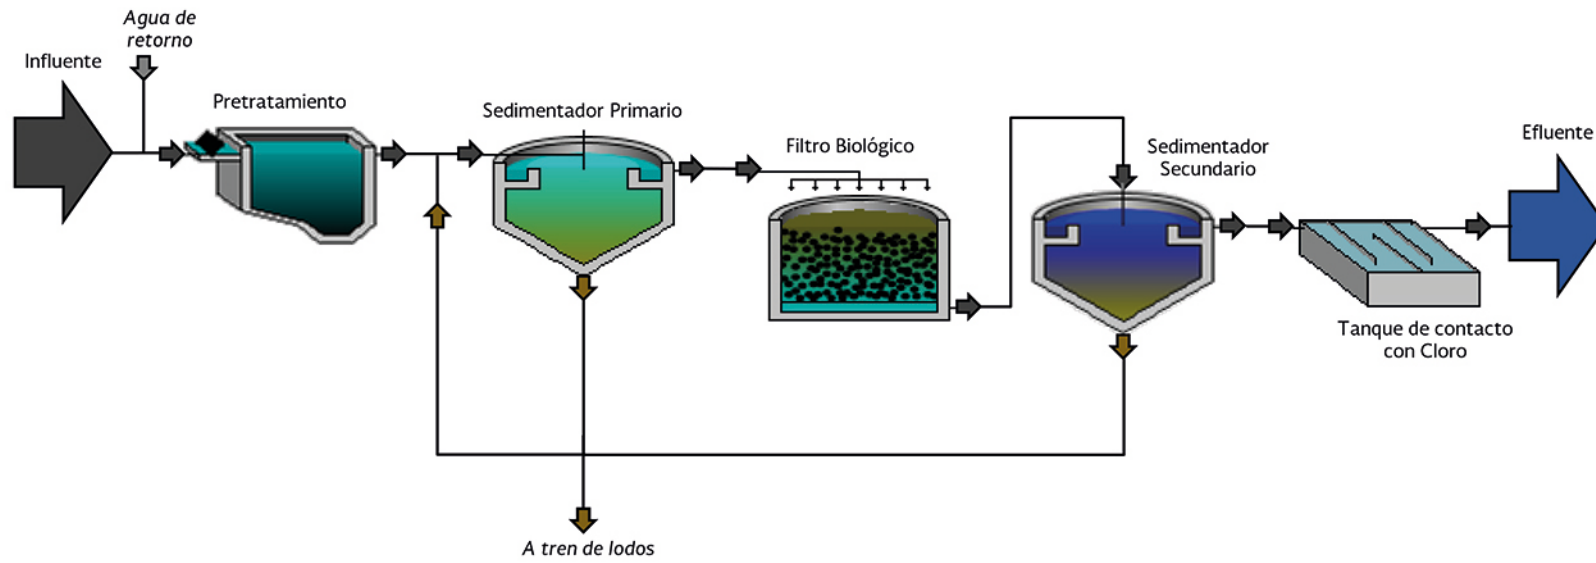 Agua de
retorno
Influente
Pretratamiento
Sedimentador Primario
Filtro Biológico
Sedimentador
Secundario
Efluente
Tanque de contacto
con Cloro
A tren de lodos